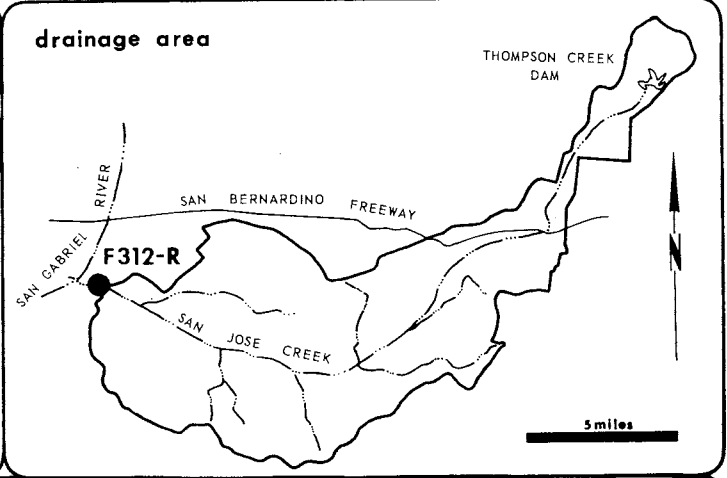 drainage area
THOMPSON CREEK
DAM
SAN GABRIEL RIVER
SAN BERNARDINO FREEWAY
F312-R
SAN JOSE CREEK
N
5 miles